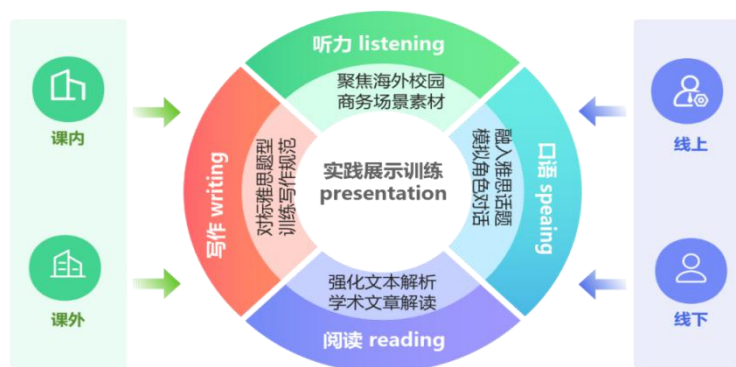 听力 listening
聚焦海外校园
商务场景素材
课内
课外
写作 writing
对标雅思题型
训练写作规范
实践展示训练
presentation
融入雅思话题
模拟角色对话
口语 speaing
线上
线下
强化文本解析
学术文章解读
阅读 reading